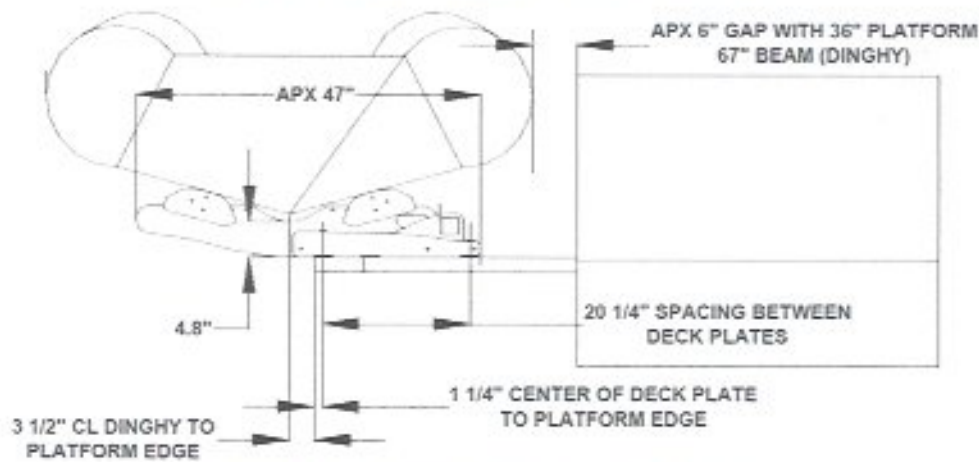 APX 6" GAP WITH 36" PLATFORM
67" BEAM (DINGHY)
APX 47"
4.8"
20 1/4" SPACING BETWEEN
DECK PLATES
1 1/4" CENTER OF DECK PLATE
TO PLATFORM EDGE
3 1/2" CL DINGHY TO
PLATFORM EDGE